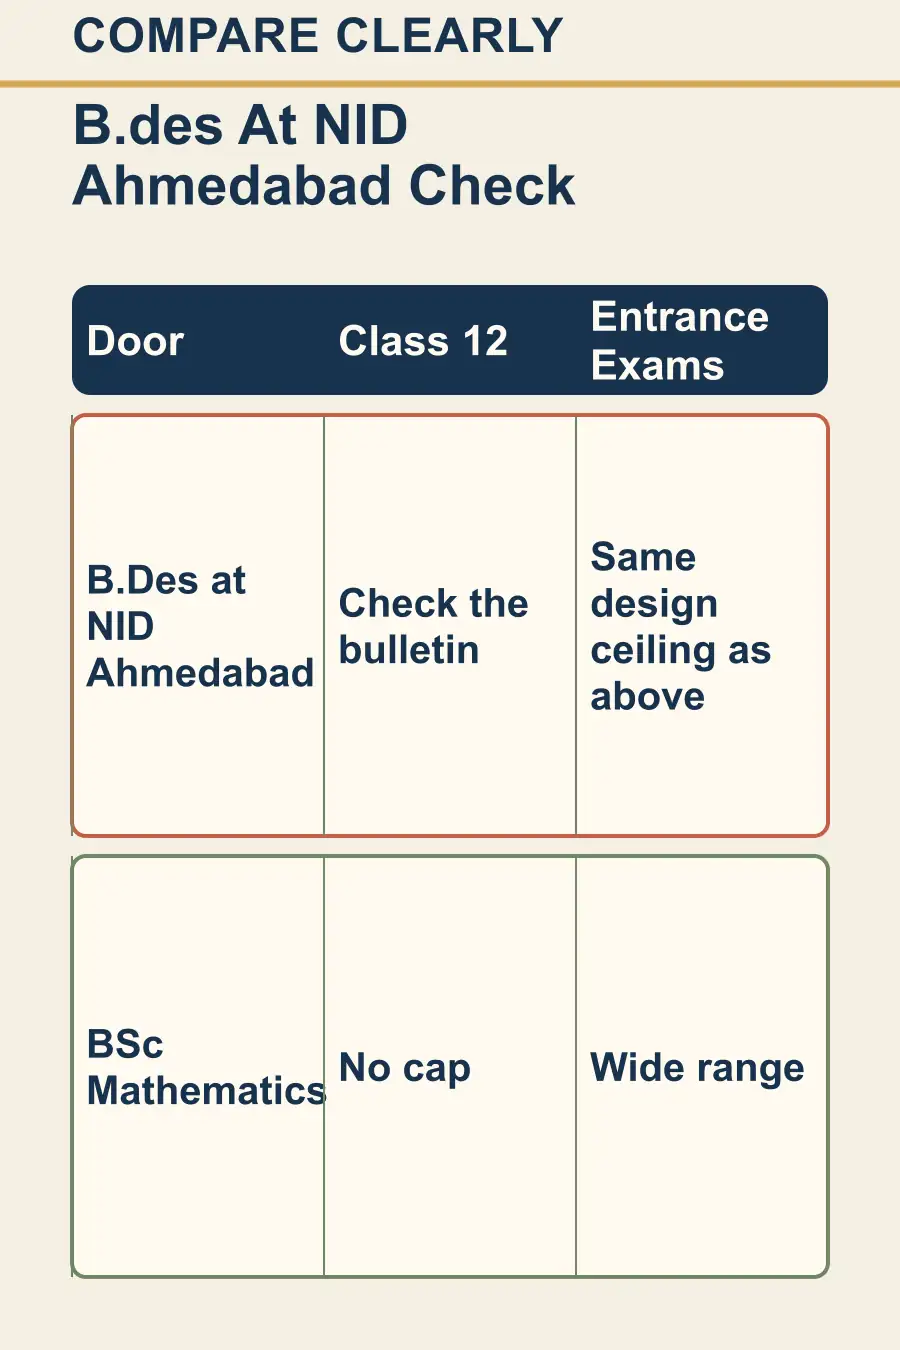 COMPARE CLEARLY
B.des At NID
Ahmedabad Check
Door
Class 12
Entrance
Exams
B.Des at
NID
Ahmedabad
Check the
bulletin
Same
design
ceiling as
above
BSc
Mathematics
No cap
Wide range